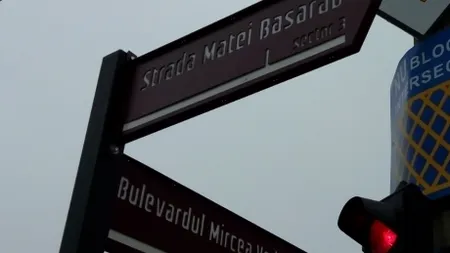 Strada Matei Basarab
sector 3
Bulevardul Mircea
BLOC